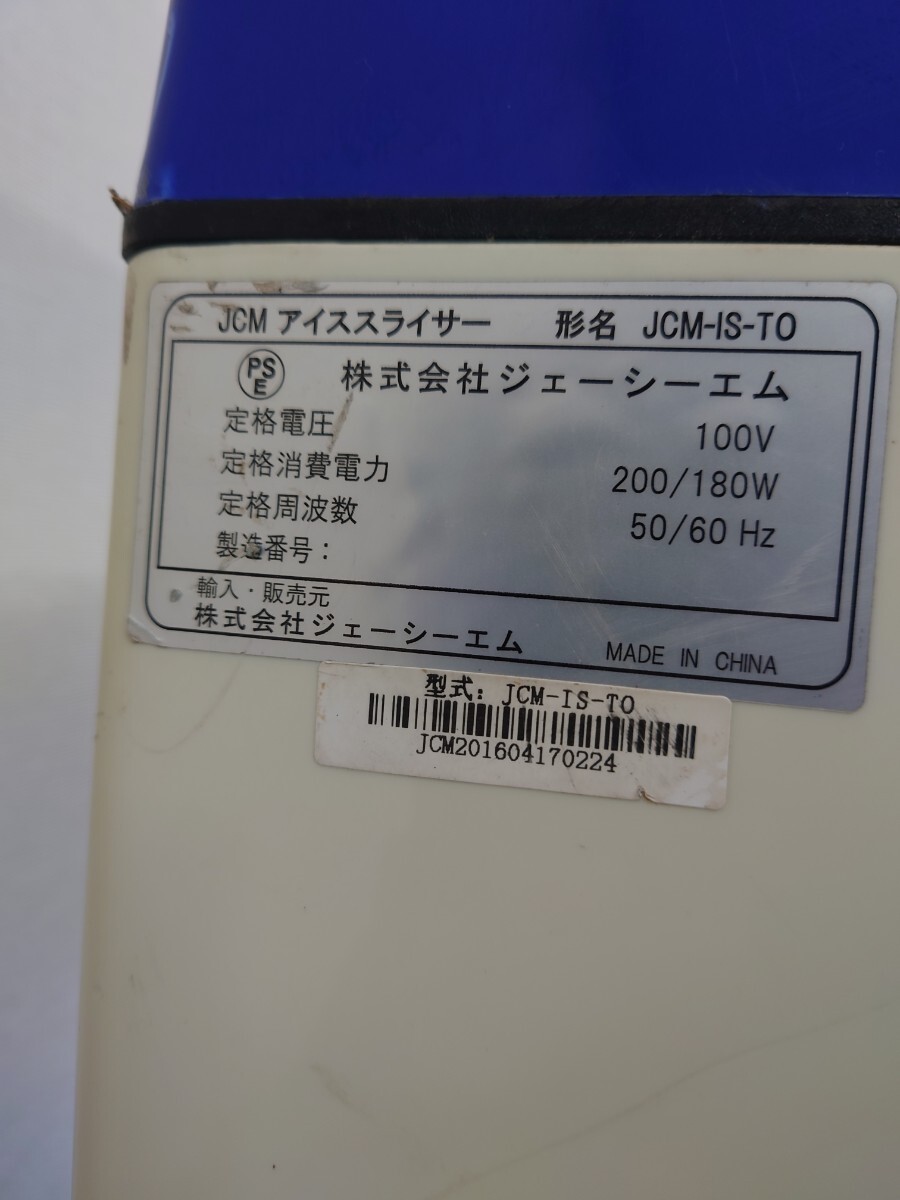 JCM アイススライサー 形名 JCM-IS-TO
PS
E
株式会社ジェーシーエム
定格電圧 100V
定格消費電力 200/180W
定格周波数 50/60 Hz
製造番号：
輸入・販売元
株式会社ジェーシーエム MADE IN CHINA
型式: JCM-IS-TO
JCM201604170224